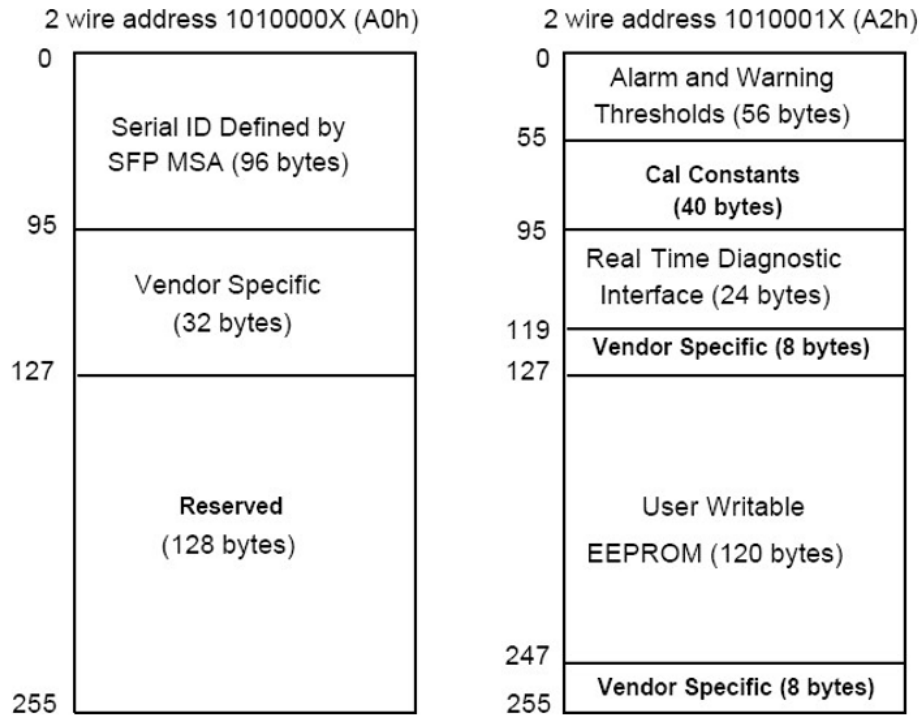 2 wire address 1010000X (A0h)
0
Serial ID Defined by
SFP MSA (96 bytes)
95
Vendor Specific
(32 bytes)
127
Reserved
(128 bytes)
255
2 wire address 1010001X (A2h)
0
Alarm and Warning
Thresholds (56 bytes)
55
Cal Constants
(40 bytes)
95
Real Time Diagnostic
Interface (24 bytes)
119
Vendor Specific (8 bytes)
127
User Writable
EEPROM (120 bytes)
247
Vendor Specific (8 bytes)
255